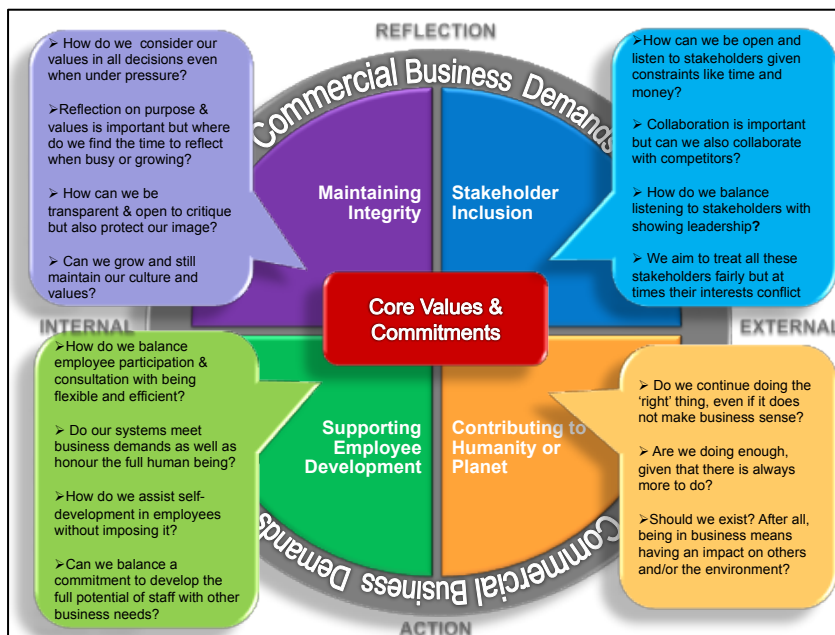 REFLECTION
Commercial Business Demands
➢ How do we consider our
values in all decisions even
when under pressure?
➢Reflection on purpose &
values is important but where
do we find the time to reflect
when busy or growing?
➢ How can we be
transparent & open to critique
but also protect our image?
➢ Can we grow and still
maintain our culture and
values?
➢How can we be open and
listen to stakeholders given
constraints like time and
money?
➢ Collaboration is important
but can we also collaborate
with competitors?
➢ How do we balance
listening to stakeholders with
showing leadership?
➢ We aim to treat all these
stakeholders fairly but at
times their interests conflict
Maintaining
Integrity
Stakeholder
Inclusion
Core Values &
Commitments
INTERNAL
EXTERNAL
➢How do we balance
employee participation &
consultation with being
flexible and efficient?
➢ Do our systems meet
business demands as well as
honour the full human being?
➢How do we assist self-
development in employees
without imposing it?
➢Can we balance a
commitment to develop the
full potential of staff with other
business needs?
Supporting
Employee
Development
Contributing to
Humanity or
Planet
➢ Do we continue doing the
‘right’ thing, even if it does
not make business sense?
➢ Are we doing enough,
given that there is always
more to do?
➢Should we exist? After all,
being in business means
having an impact on others
and/or the environment?
Commercial Business Demands
ACTION